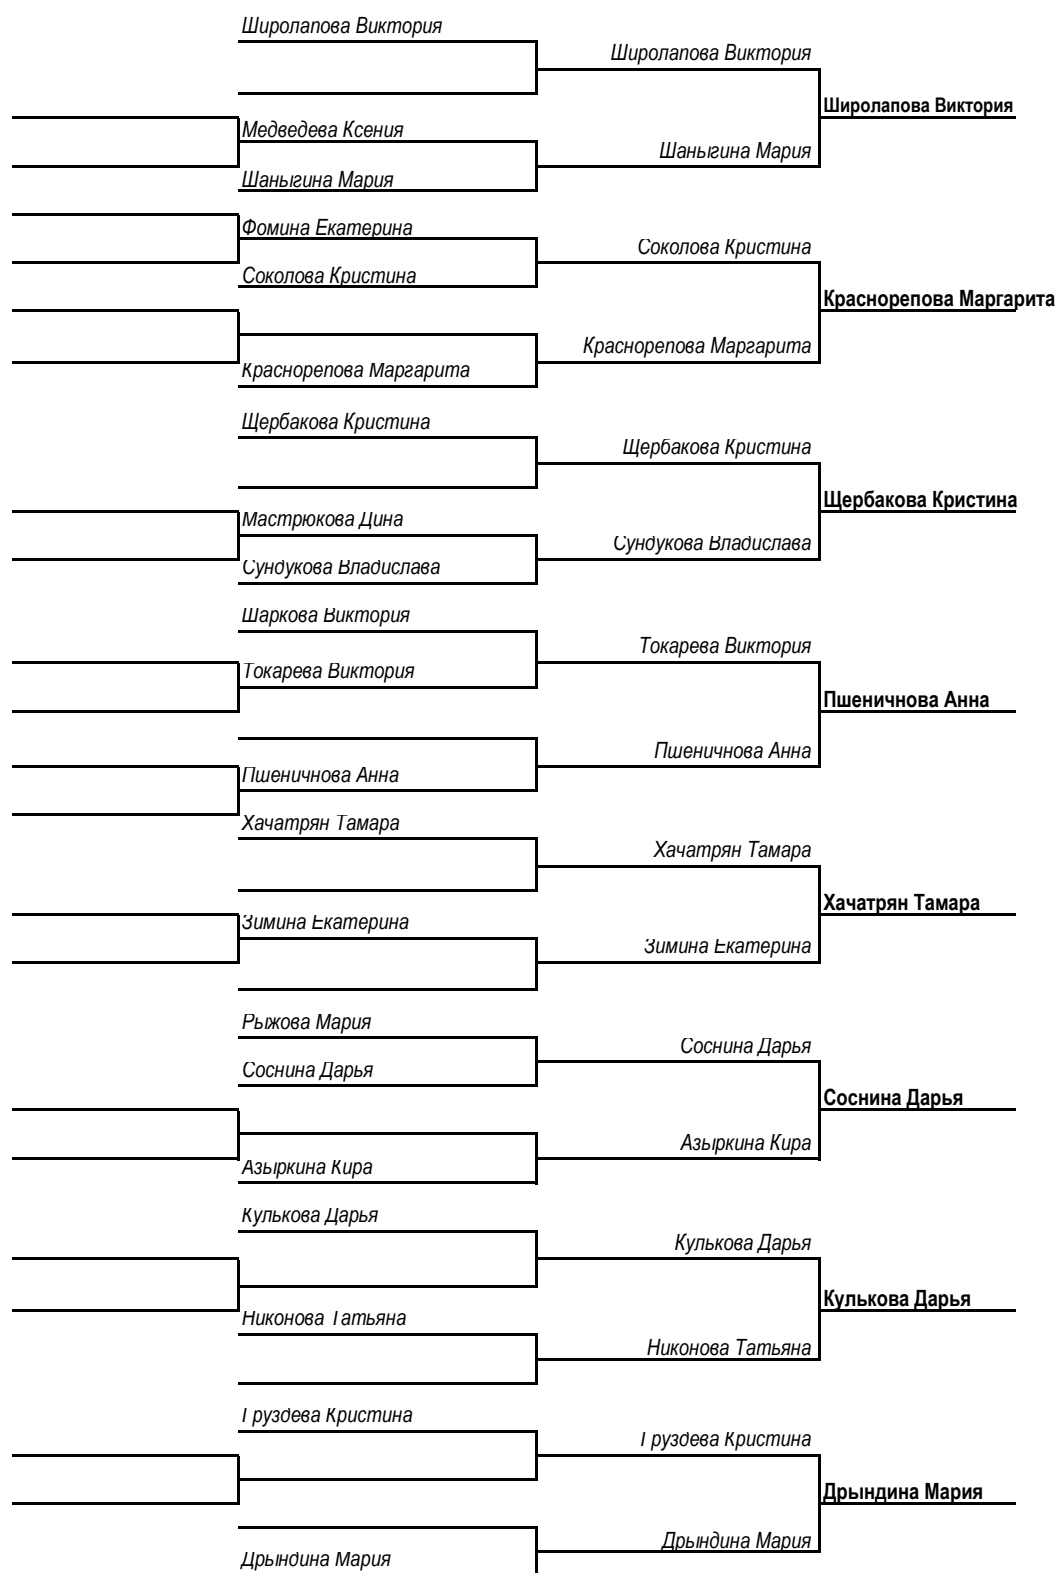 Широлапова Виктория
Широлапова Виктория
Широлапова Виктория
Медведева Ксения
Шаныгина Мария
Шаныгина Мария
Фомина Екатерина
Соколова Кристина
Соколова Кристина
Краснорепова Маргарита
Краснорепова Маргарита
Краснорепова Маргарита
Щербакова Кристина
Щербакова Кристина
Щербакова Кристина
Мастрюкова Дина
Сундукова Владислава
Сундукова Владислава
Шаркова Виктория
Токарева Виктория
Токарева Виктория
Пшеничнова Анна
Пшеничнова Анна
Пшеничнова Анна
Хачатрян Тамара
Хачатрян Тамара
Хачатрян Тамара
Зимина Екатерина
Зимина Екатерина
Рыжова Мария
Соснина Дарья
Соснина Дарья
Соснина Дарья
Азыркина Кира
Азыркина Кира
Кулькова Дарья
Кулькова Дарья
Кулькова Дарья
Никонова Татьяна
Никонова Татьяна
Груздева Кристина
Груздева Кристина
Дрындина Мария
Дрындина Мария
Дрындина Мария